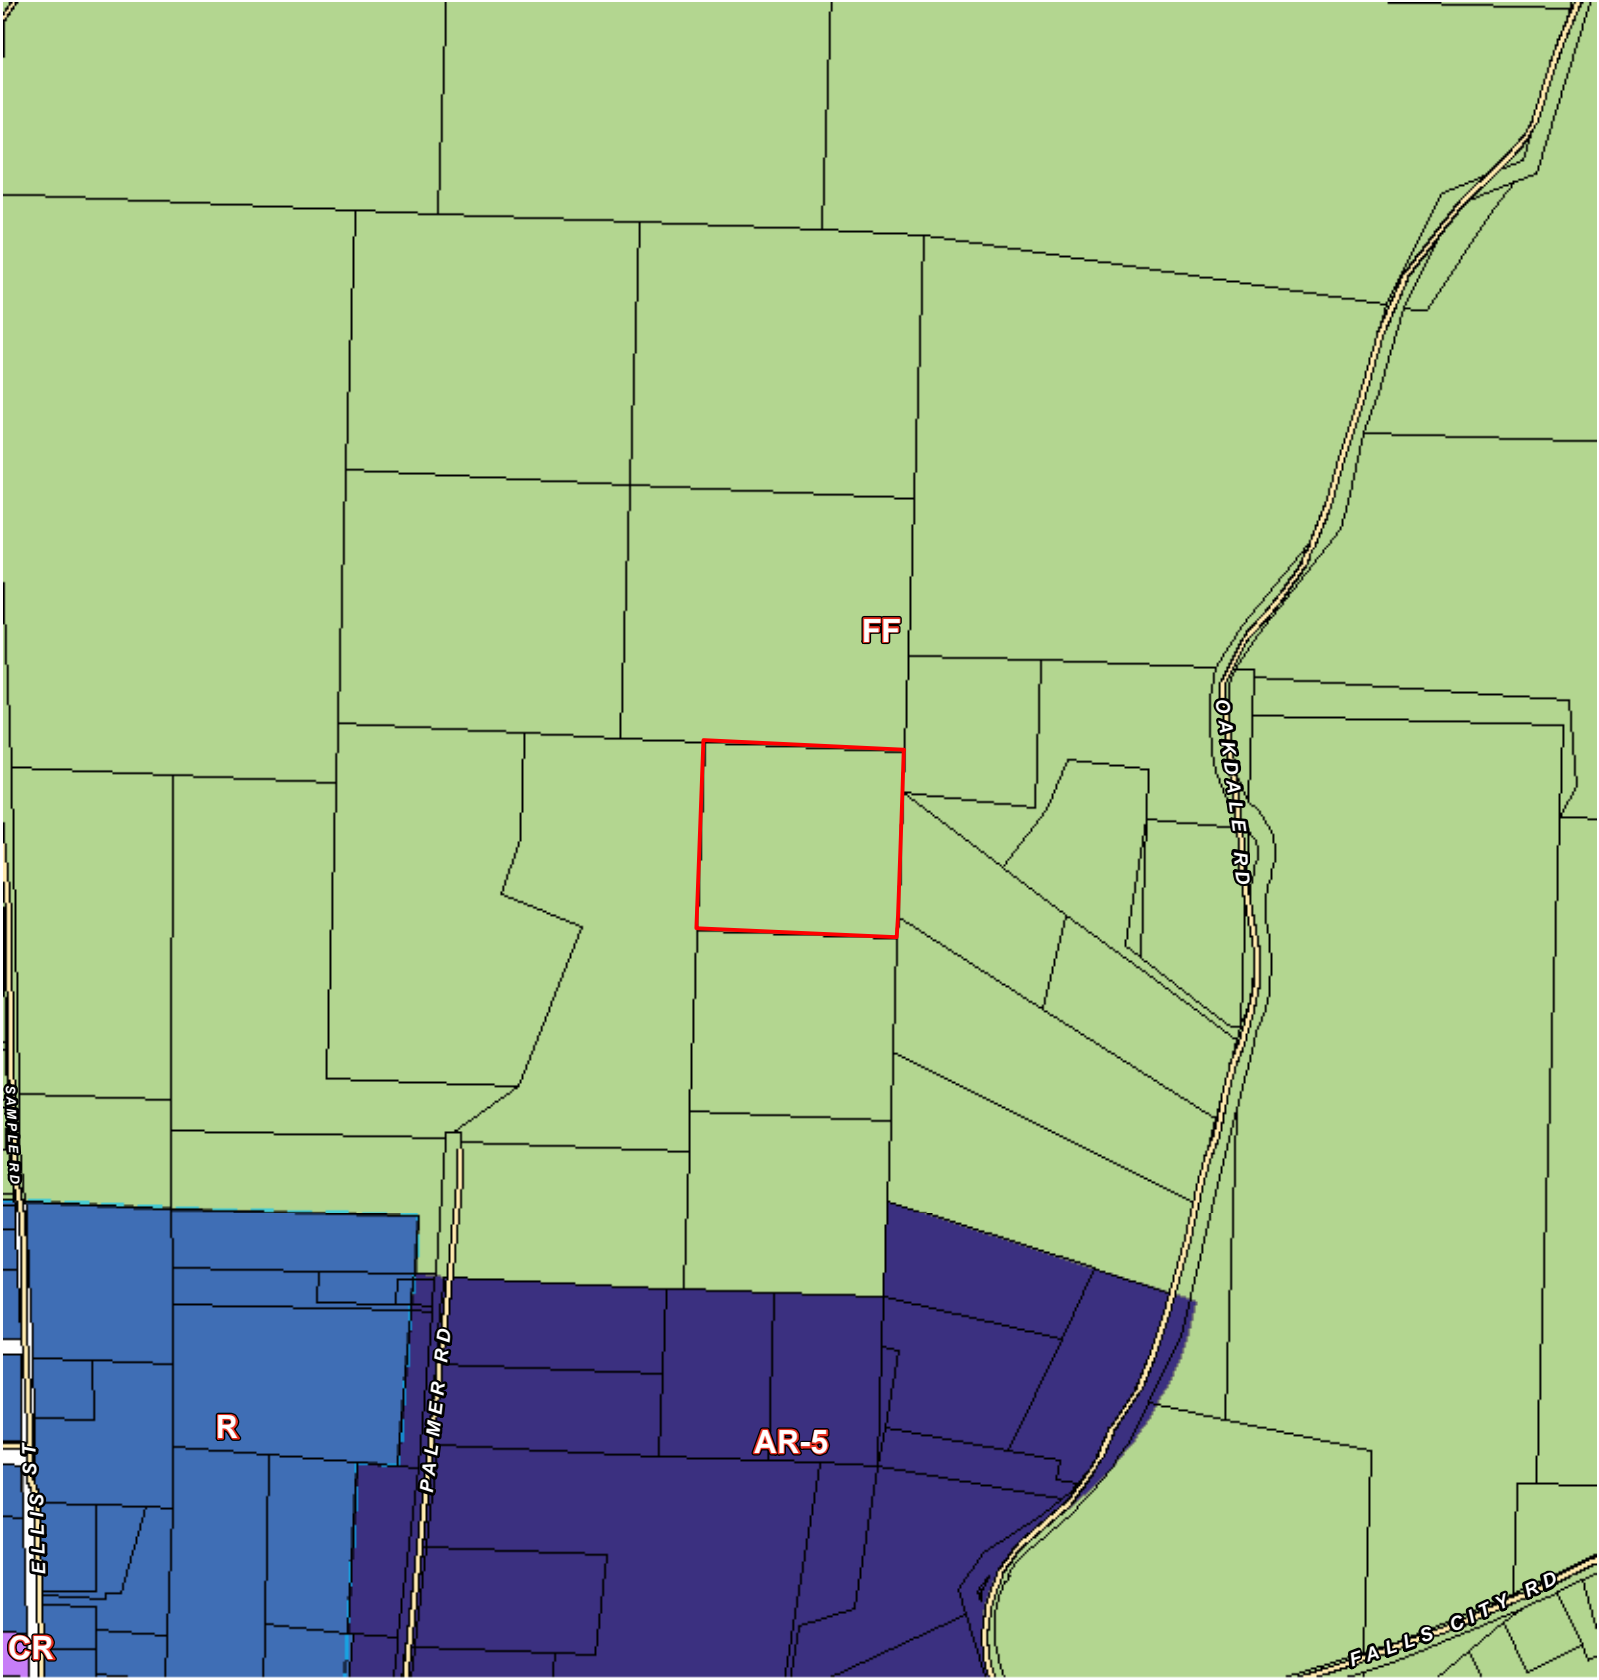 FF
OAKDALE RD
SAMPLE RD
PALMER RD
R
AR-5
ELLIS ST
FALLS CITY RD
CR